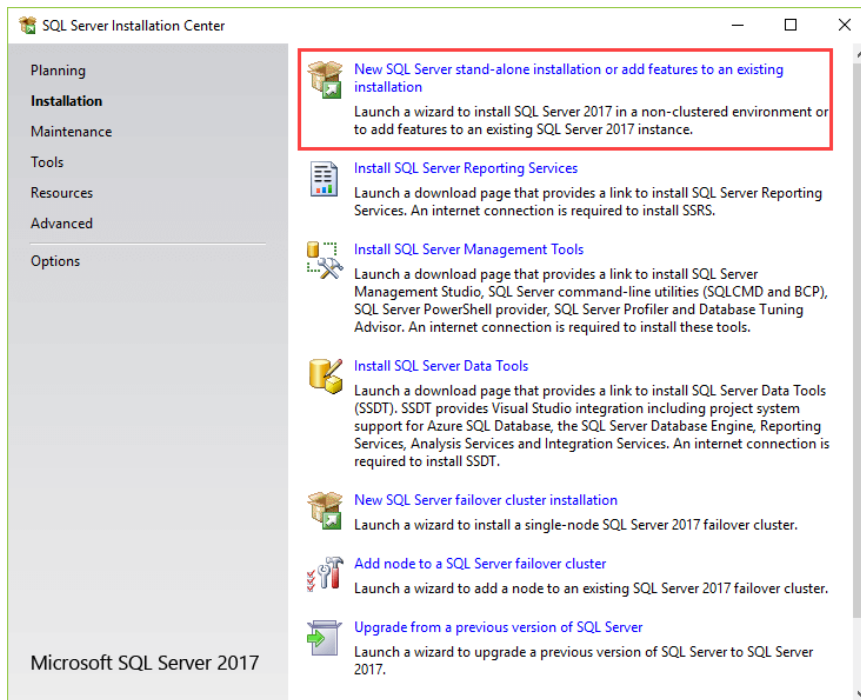 SQL Server Installation Center
Planning
Installation
Maintenance
Tools
Resources
Advanced
Options
Microsoft SQL Server 2017
New SQL Server stand-alone installation or add features to an existing
installation
Launch a wizard to install SQL Server 2017 in a non-clustered environment or
to add features to an existing SQL Server 2017 instance.
Install SQL Server Reporting Services
Launch a download page that provides a link to install SQL Server Reporting
Services. An internet connection is required to install SSRS.
Install SQL Server Management Tools
Launch a download page that provides a link to install SQL Server
Management Studio, SQL Server command-line utilities (SQLCMD and BCP),
SQL Server PowerShell provider, SQL Server Profiler and Database Tuning
Advisor. An internet connection is required to install these tools.
Install SQL Server Data Tools
Launch a download page that provides a link to install SQL Server Data Tools
(SSDT). SSDT provides Visual Studio integration including project system
support for Azure SQL Database, the SQL Server Database Engine, Reporting
Services, Analysis Services and Integration Services. An internet connection is
required to install SSDT.
New SQL Server failover cluster installation
Launch a wizard to install a single-node SQL Server 2017 failover cluster.
Add node to a SQL Server failover cluster
Launch a wizard to add a node to an existing SQL Server 2017 failover cluster.
Upgrade from a previous version of SQL Server
Launch a wizard to upgrade a previous version of SQL Server to SQL Server
2017.